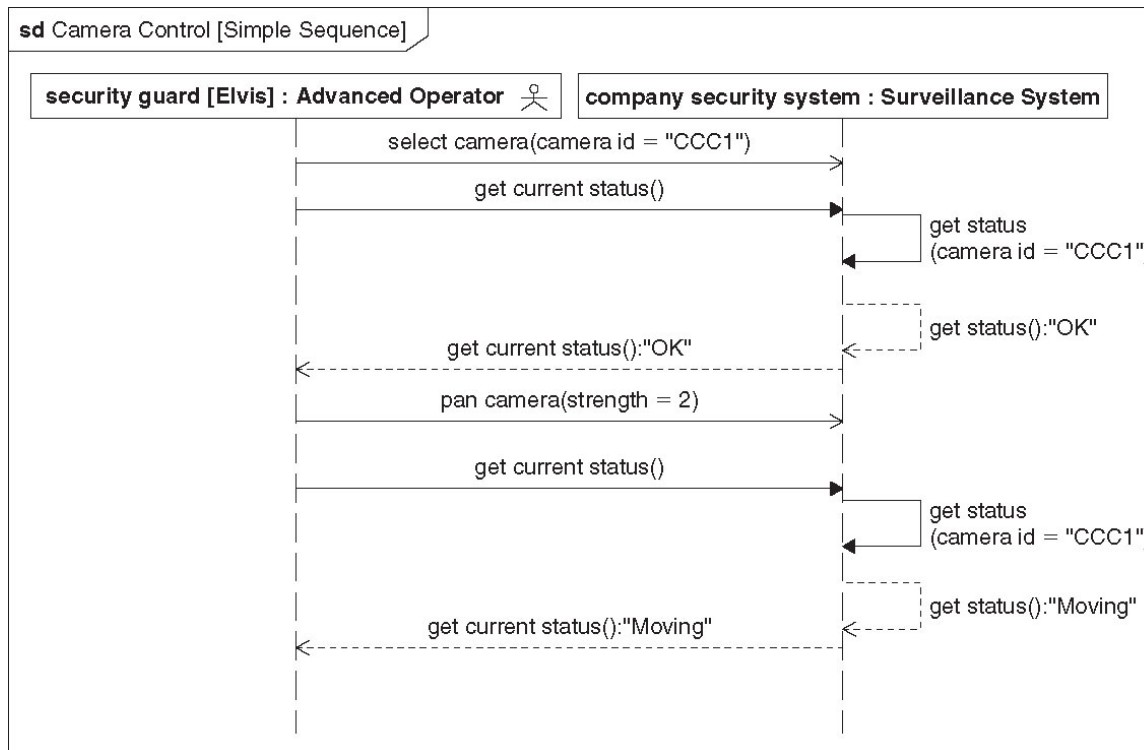 sd Camera Control [Simple Sequence]
security guard [Elvis] : Advanced Operator
company security system : Surveillance System
select camera(camera id = "CCC1")
get current status()
get status
(camera id = "CCC1"
get status():"OK"
get current status():"OK"
pan camera(strength = 2)
get current status()
get status
(camera id = "CCC1"
get status():"Moving"
get current status():"Moving"